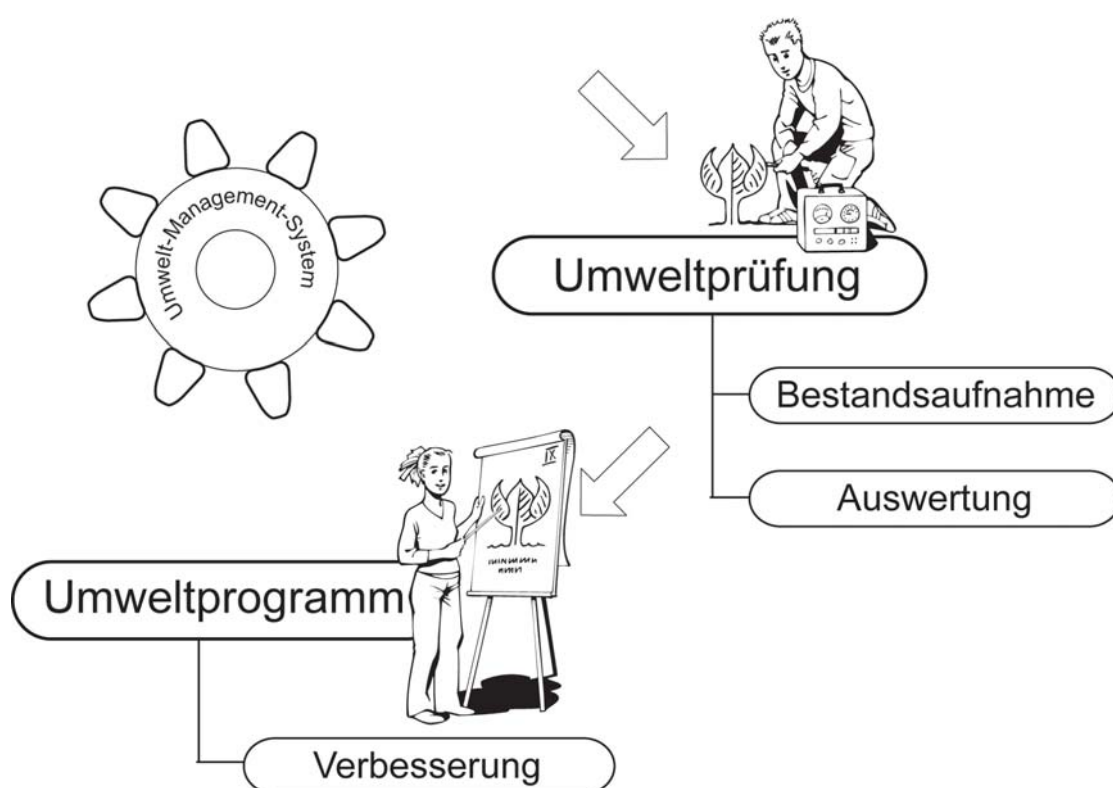 Umwelt-Management-System
Umweltprüfung
Bestandsaufnahme
Auswertung
Umweltprogramm
Verbesserung